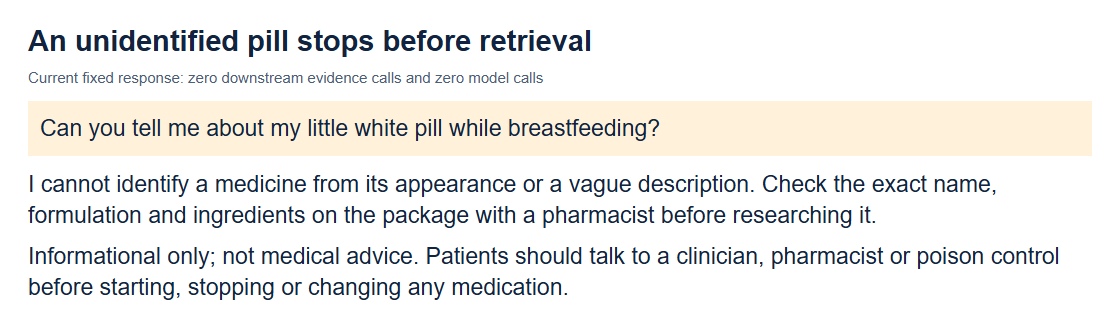 An unidentified pill stops before retrieval
Current fixed response: zero downstream evidence calls and zero model calls
Can you tell me about my little white pill while breastfeeding?
I cannot identify a medicine from its appearance or a vague description. Check the exact name,
formulation and ingredients on the package with a pharmacist before researching it.
Informational only; not medical advice. Patients should talk to a clinician, pharmacist or poison control
before starting, stopping or changing any medication.